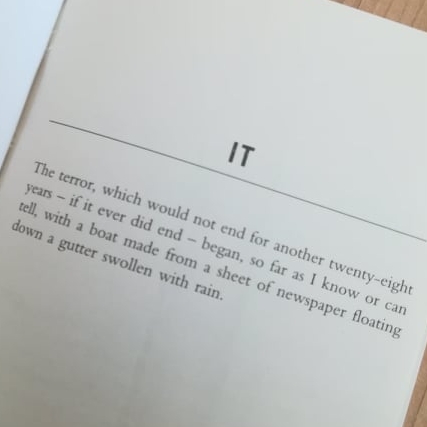 IT
The terror, which would not end for another twenty-eight
years – if it ever did end – began, so far as I know or can
tell, with a boat made from a sheet of newspaper floating
down a gutter swollen with rain.